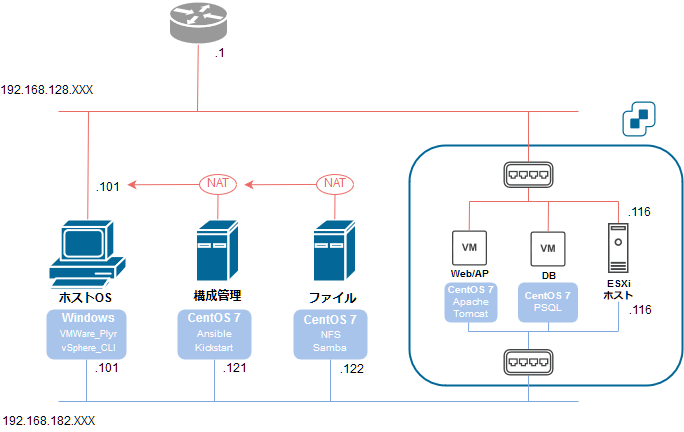 .1
192.168.128.XXX
NAT
NAT
.101
.116
VM
VM
Web/AP
DB
ESXi
ホスト
ホストOS
構成管理
ファイル
CentOS 7
Apache
Tomcat
CentOS 7
PSQL
.116
Windows
VMWare_Plyr
vSphere_CLI
CentOS 7
Ansible
Kickstart
CentOS 7
NFS
Samba
.101
.121
.122
192.168.182.XXX